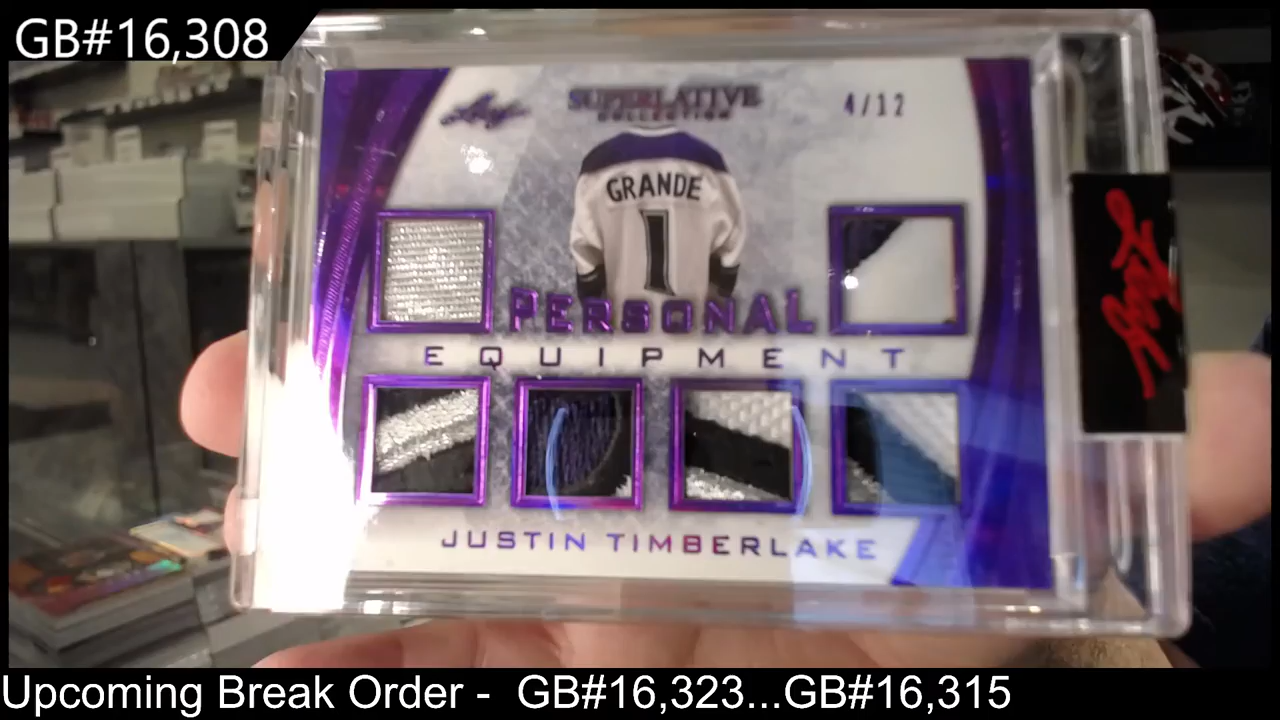 GB#16,308
Leaf
SUPERLATIVE
COLLECTION
4/12
GRANDE
1
PERSONAL
EQUIPMENT
JUSTIN TIMBERLAKE
Leaf
Upcoming Break Order -  GB#16,323...GB#16,315